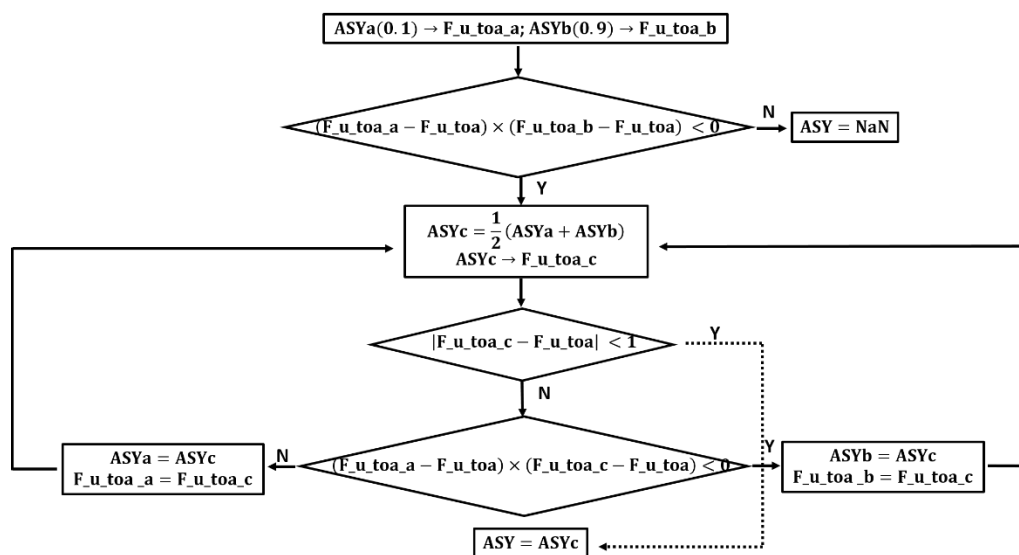 ASYa(0.1) → F_u_toa_a; ASYb(0.9) → F_u_toa_b
(F_u_toa_a − F_u_toa) × (F_u_toa_b − F_u_toa) < 0
N
ASY = NaN
Y
ASYc = 1/2 (ASYa + ASYb)
ASYc → F_u_toa_c
|F_u_toa_c − F_u_toa| < 1
Y
N
ASYa = ASYc
F_u_toa _a = F_u_toa_c
N
(F_u_toa_a − F_u_toa) × (F_u_toa_c − F_u_toa) < 0
Y
ASYb = ASYc
F_u_toa _b = F_u_toa_c
ASY = ASYc